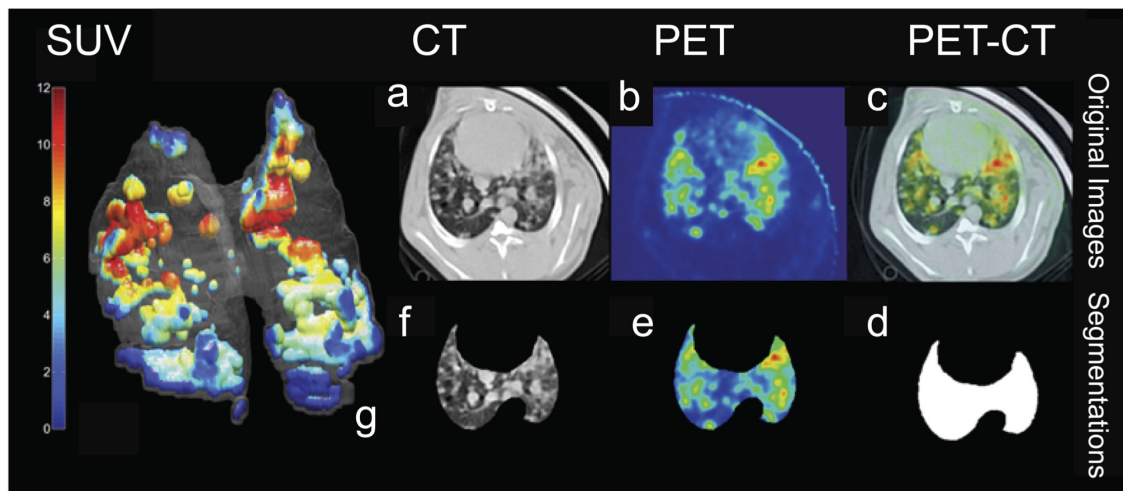 SUV
CT
PET
PET-CT
12
10
8
6
4
2
0
a
b
c
Original Images
f
e
d
Segmentations
g